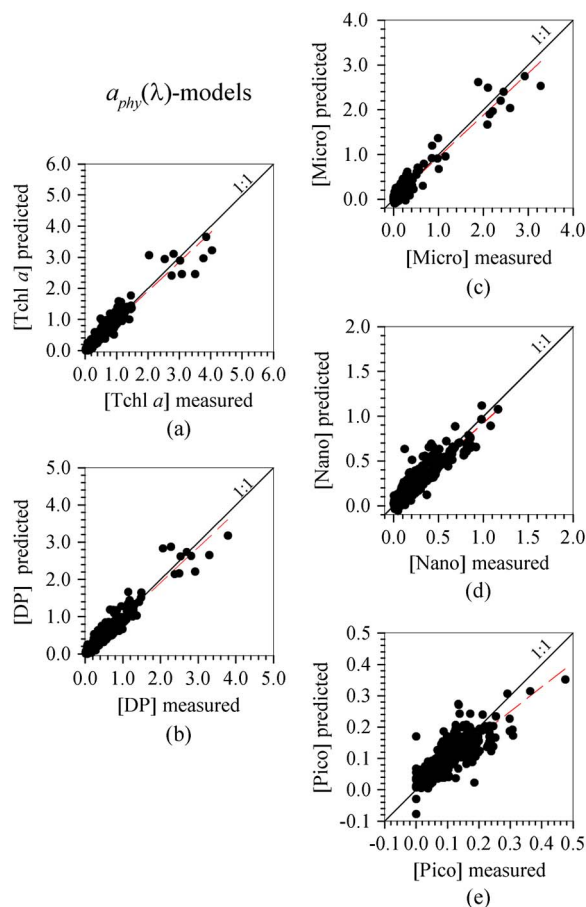 a_phy(λ)-models
6.0
5.0
4.0
3.0
2.0
1.0
0.0
[Tchl a] predicted
1:1
0.0 1.0 2.0 3.0 4.0 5.0 6.0
[Tchl a] measured
(a)
5.0
4.0
3.0
2.0
1.0
0.0
[DP] predicted
1:1
0.0 1.0 2.0 3.0 4.0 5.0
[DP] measured
(b)
4.0
3.0
2.0
1.0
0.0
[Micro] predicted
1:1
0.0 1.0 2.0 3.0 4.0
[Micro] measured
(c)
2.0
1.5
1.0
0.5
0.0
[Nano] predicted
1:1
0.0 0.5 1.0 1.5 2.0
[Nano] measured
(d)
0.5
0.4
0.3
0.2
0.1
0.0
-0.1
[Pico] predicted
1:1
-0.1 0.0 0.1 0.2 0.3 0.4 0.5
[Pico] measured
(e)